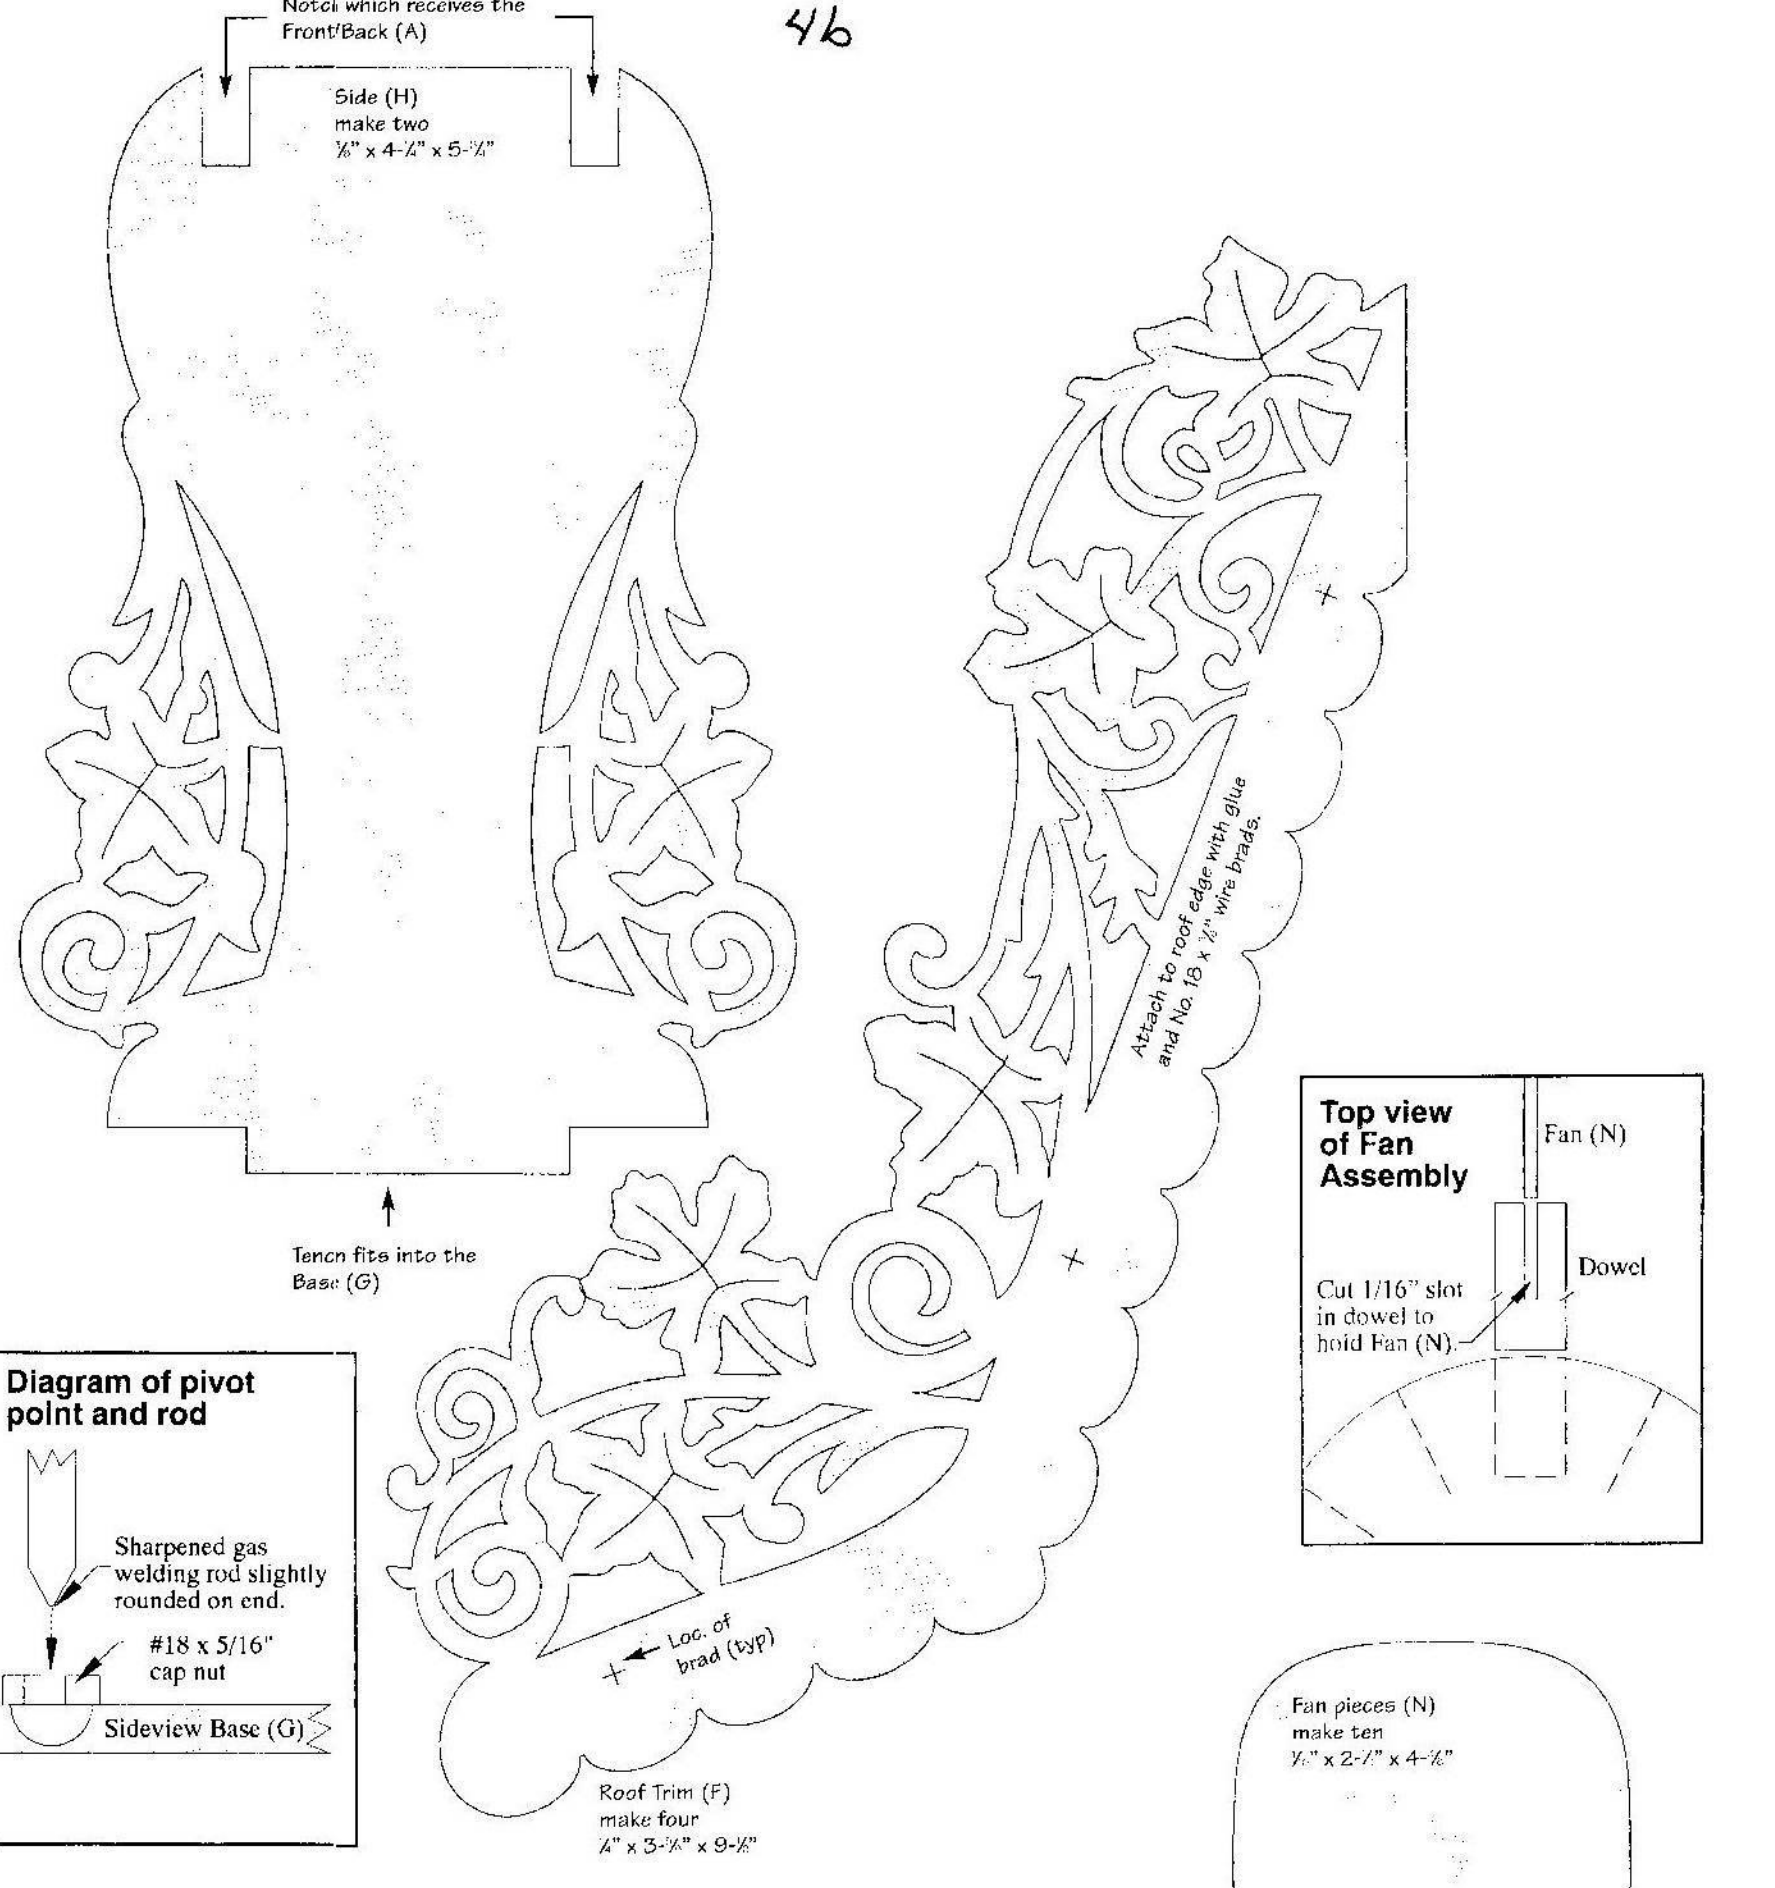 Notch which receives the
Front/Back (A)
46
Side (H)
make two
Attach to roof edge with glue
and No. 18 x wire brads.
Top view
of Fan
Assembly
Fan (N)
Dowel
Cut 1/16" slot
in dowel to
hold Fan (N).
Tenon fits into the
Base (G)
Diagram of pivot
point and rod
Sharpened gas
welding rod slightly
rounded on end.
#18 x 5/16"
cap nut
Sideview Base (G)
Loc. of
brad (typ)
Roof Trim (F)
make four
Fan pieces (N)
make ten